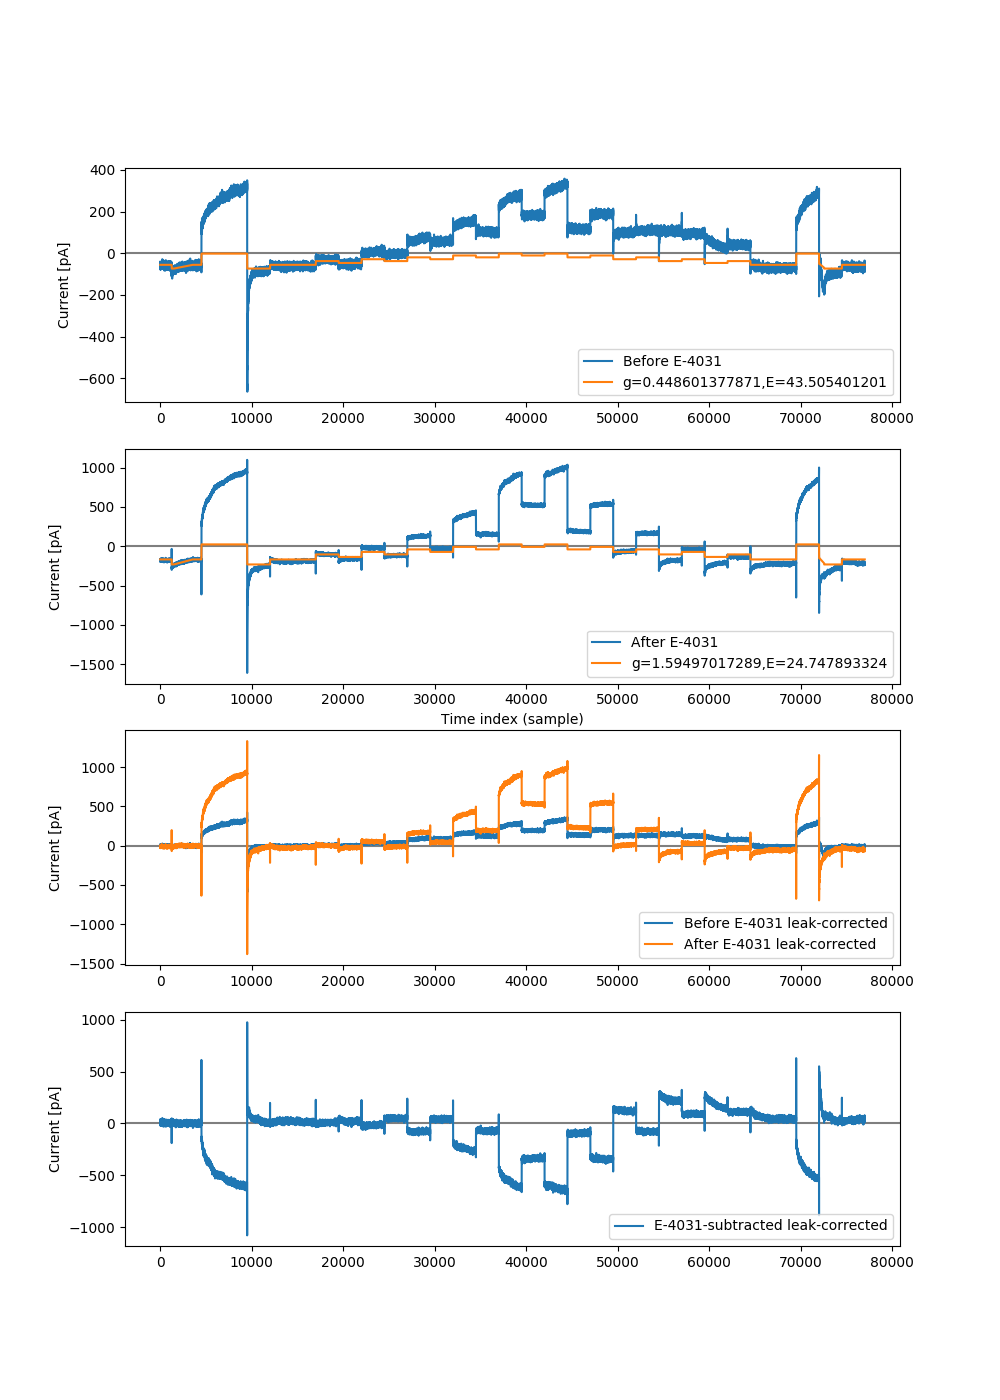 400
200
0
−200
−400
−600
Current [pA]
Before E-4031
g=0.448601377871,E=43.505401201
0 10000 20000 30000 40000 50000 60000 70000 80000
1000
500
0
−500
−1000
−1500
Current [pA]
After E-4031
g=1.59497017289,E=24.747893324
0 10000 20000 30000 40000 50000 60000 70000 80000
Time index (sample)
1000
500
0
−500
−1000
−1500
Current [pA]
Before E-4031 leak-corrected
After E-4031 leak-corrected
0 10000 20000 30000 40000 50000 60000 70000 80000
1000
500
0
−500
−1000
Current [pA]
E-4031-subtracted leak-corrected
0 10000 20000 30000 40000 50000 60000 70000 80000